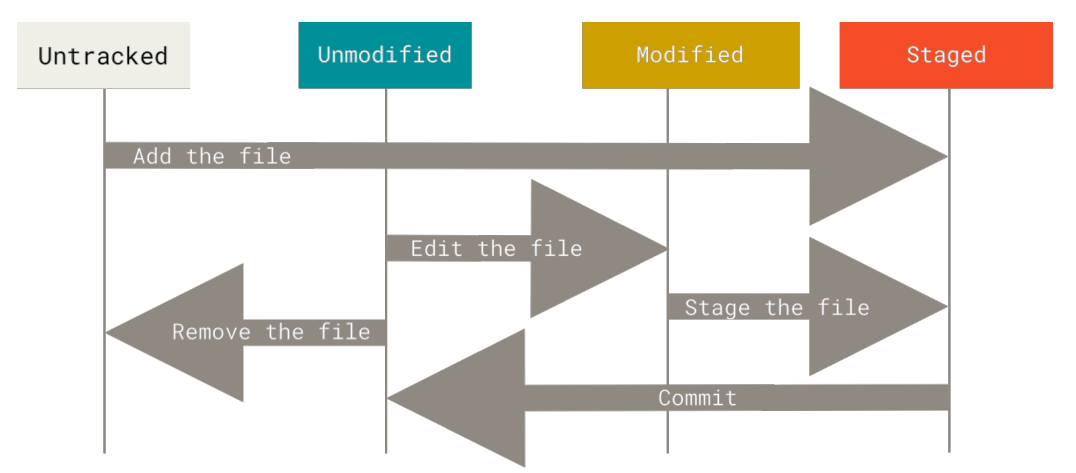 Untracked
Unmodified
Modified
Staged
Add the file
Edit the file
Stage the file
Remove the file
Commit